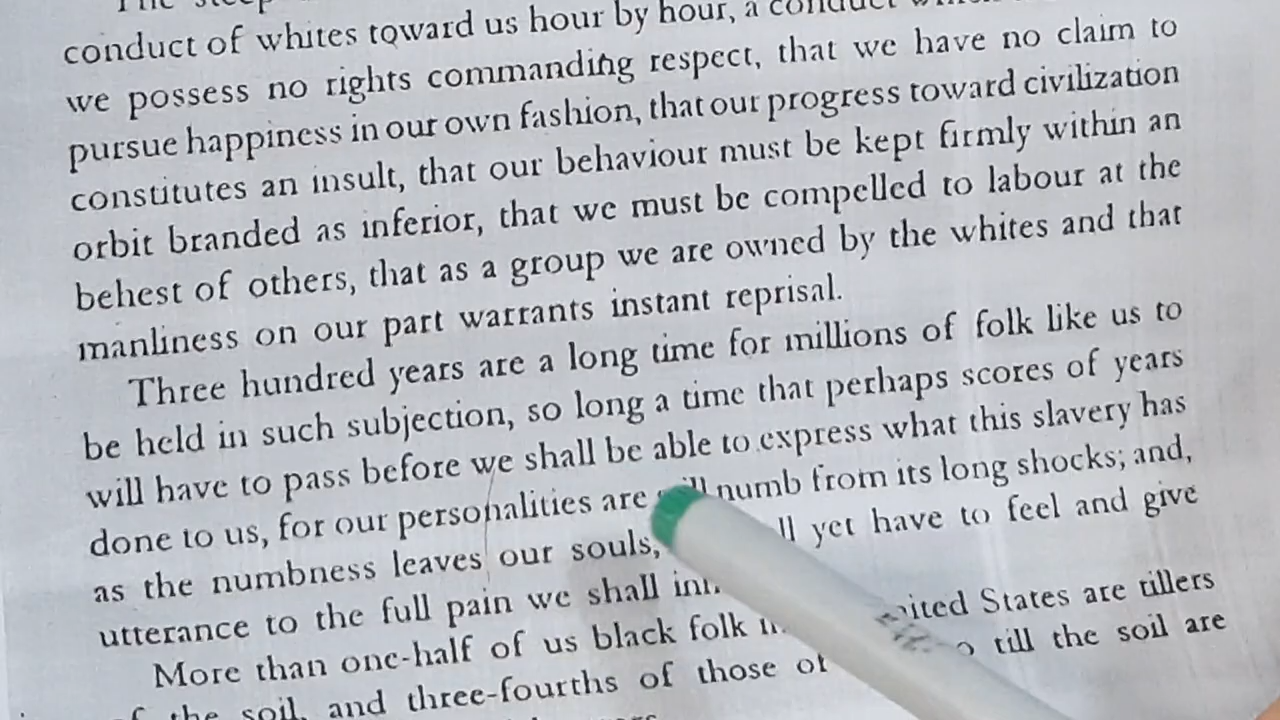 The steep
conduct of whites toward us hour by hour, a conduct
we possess no rights commanding respect, that we have no claim to
pursue happiness in our own fashion, that our progress toward civilization
constitutes an insult, that our behaviour must be kept firmly within an
orbit branded as inferior, that we must be compelled to labour at the
behest of others, that as a group we are owned by the whites and that
manliness on our part warrants instant reprisal.
Three hundred years are a long time for millions of folk like us to
be held in such subjection, so long a time that perhaps scores of years
will have to pass before we shall be able to express what this slavery has
done to us, for our personalities are numb from its long shocks; and,
as the numbness leaves our souls, yet have to feel and give
utterance to the full pain we shall
More than one-half of us black folk States are tillers
the soil, and three-fourths of those of till the soil are